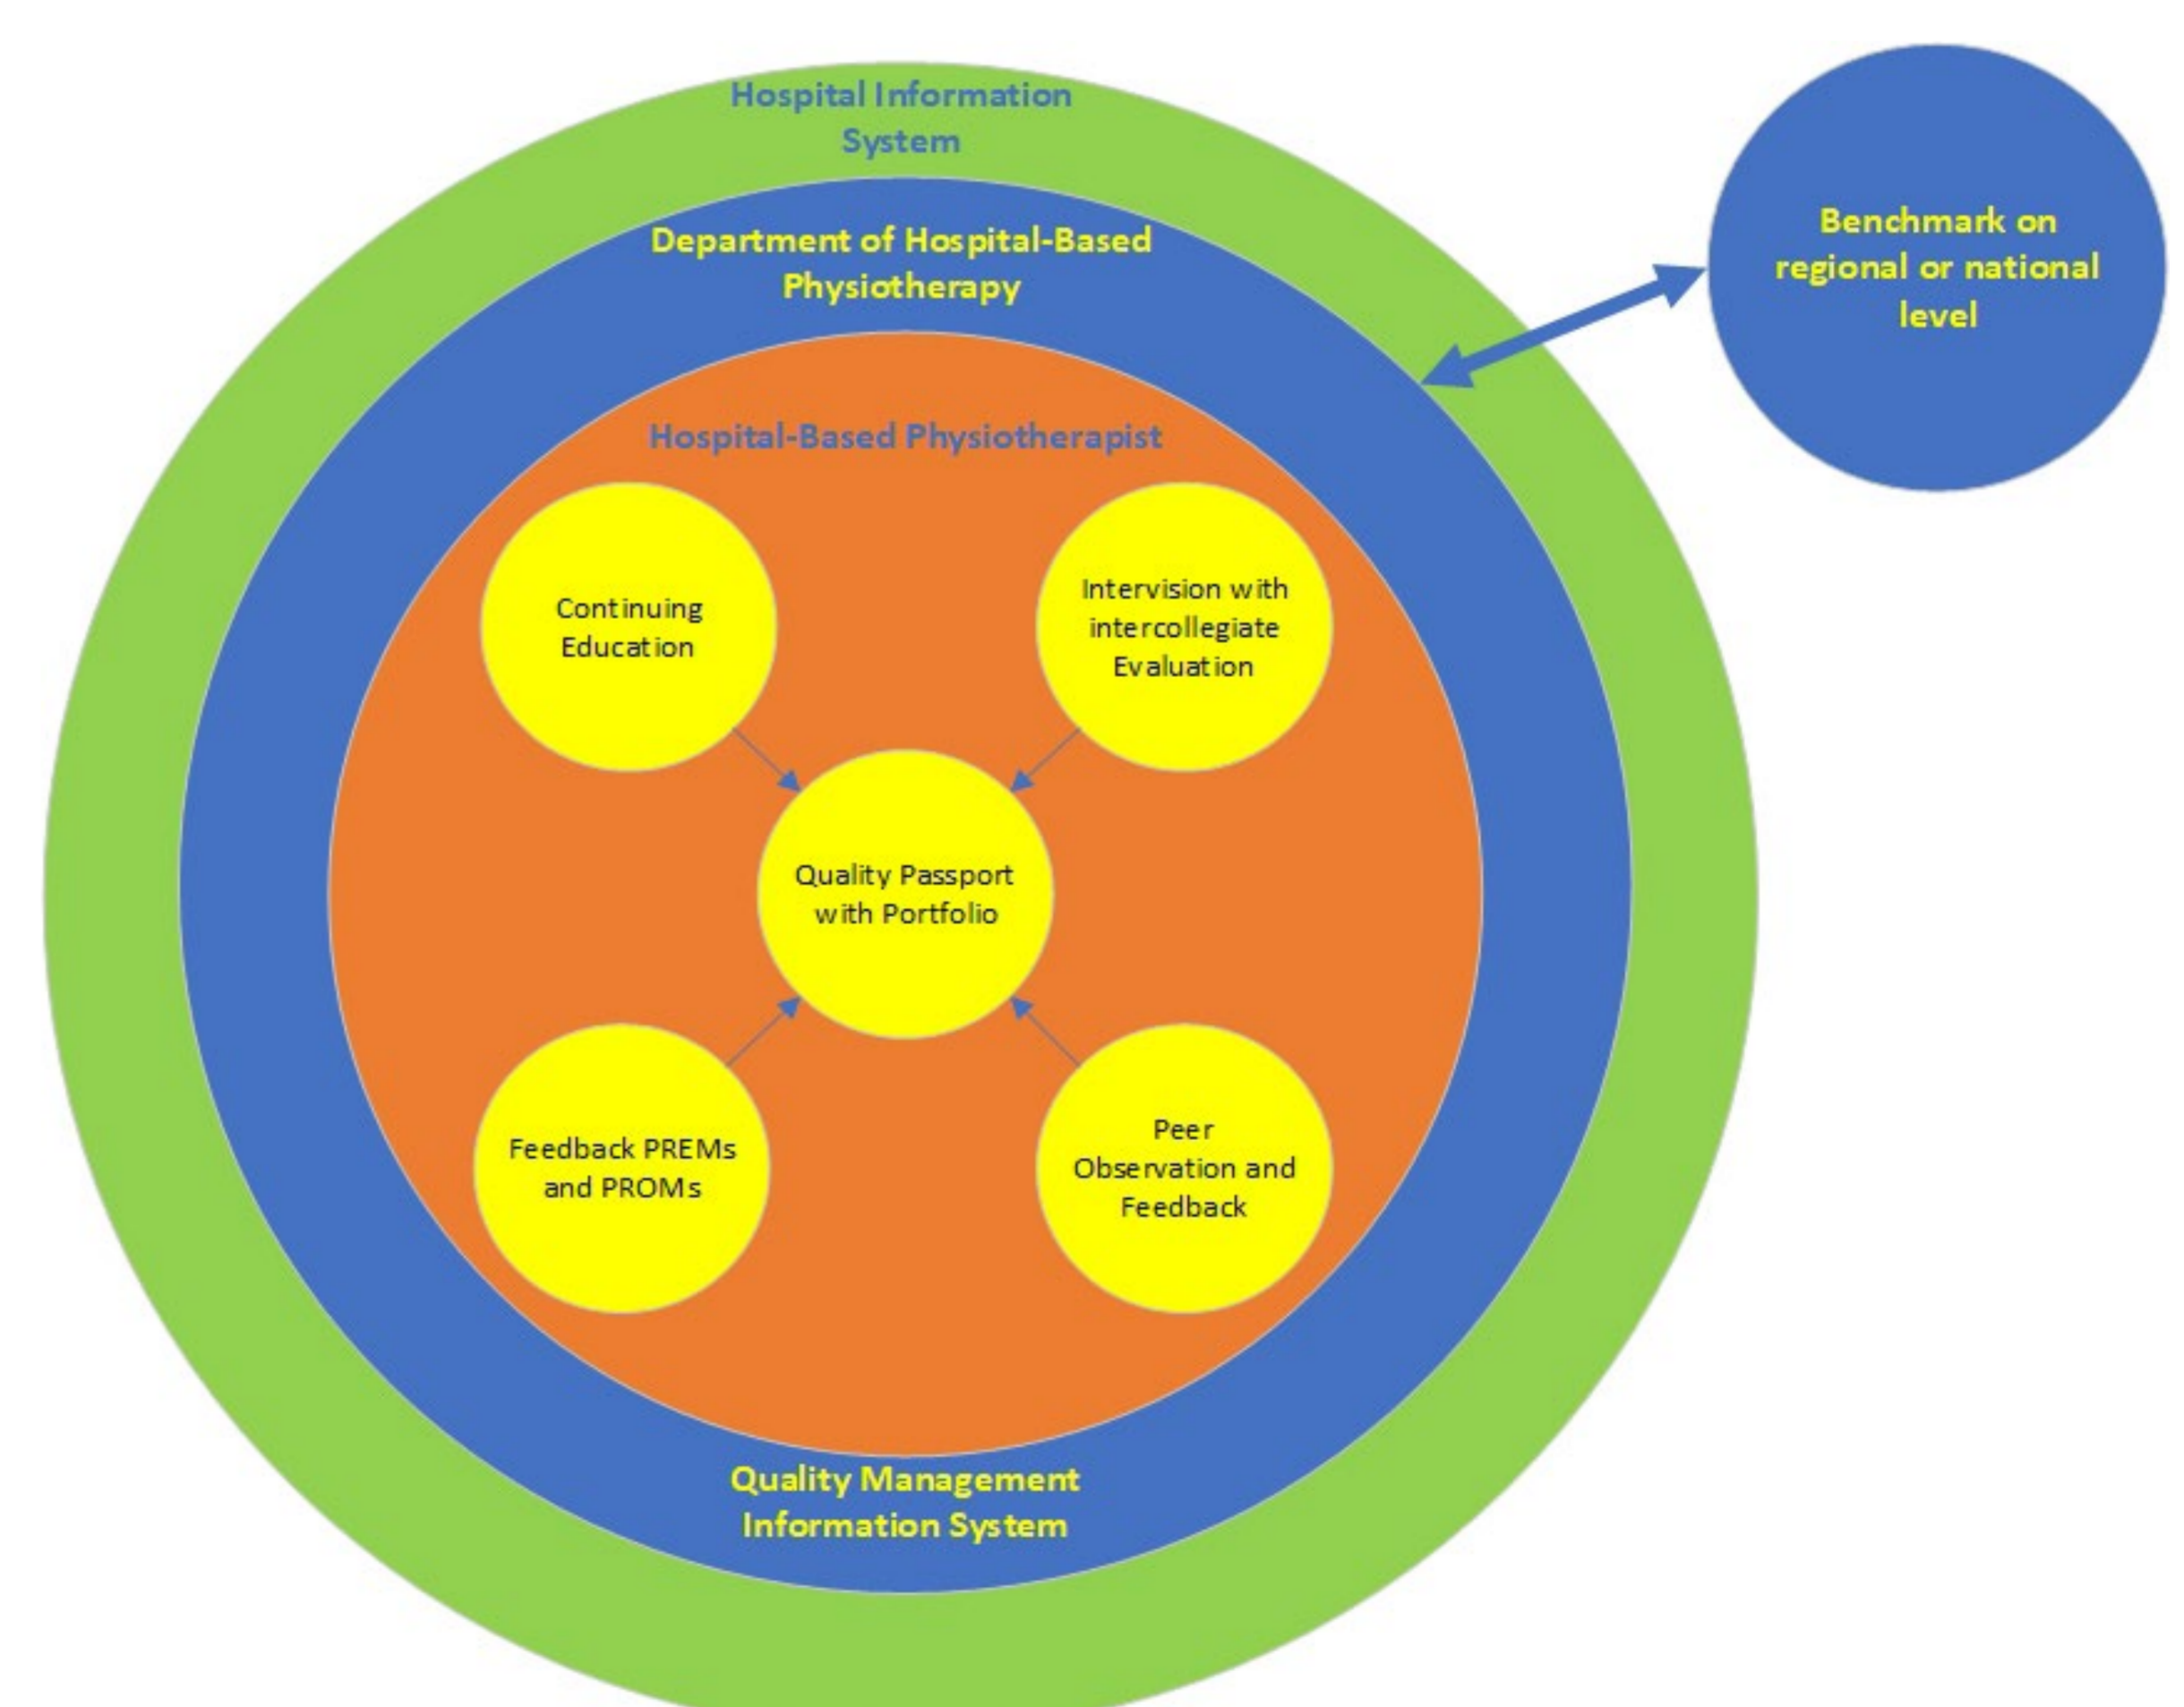 Hospital Information
System
Benchmark on
regional or national
level
Department of Hospital-Based
Physiotherapy
Hospital-Based Physiotherapist
Continuing
Education
Intervision with
intercollegiate
Evaluation
Quality Passport
with Portfolio
Feedback PREMs
and PROMs
Peer
Observation and
Feedback
Quality Management
Information System